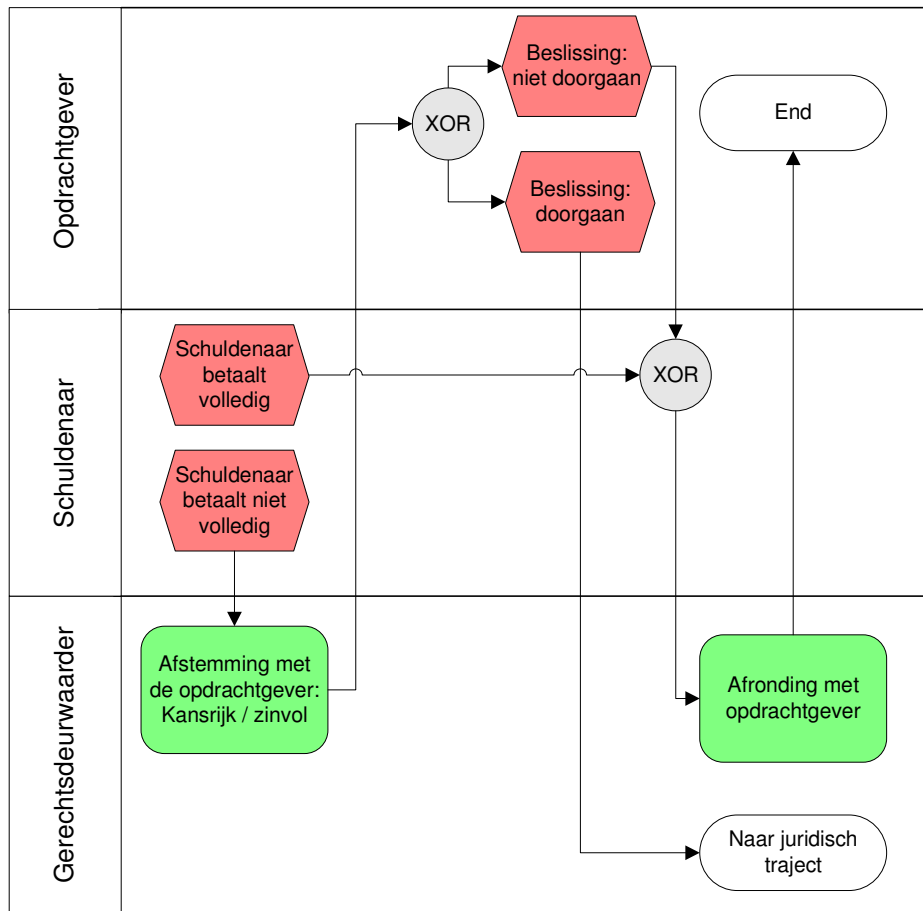 Opdrachtgever
Beslissing:
niet doorgaan
XOR
End
Beslissing:
doorgaan
Schuldenaar
Schuldenaar
betaalt
volledig
XOR
Schuldenaar
betaalt niet
volledig
Gerechtsdeurwaarder
Afstemming met
de opdrachtgever:
Kansrijk / zinvol
Afronding met
opdrachtgever
Naar juridisch
traject